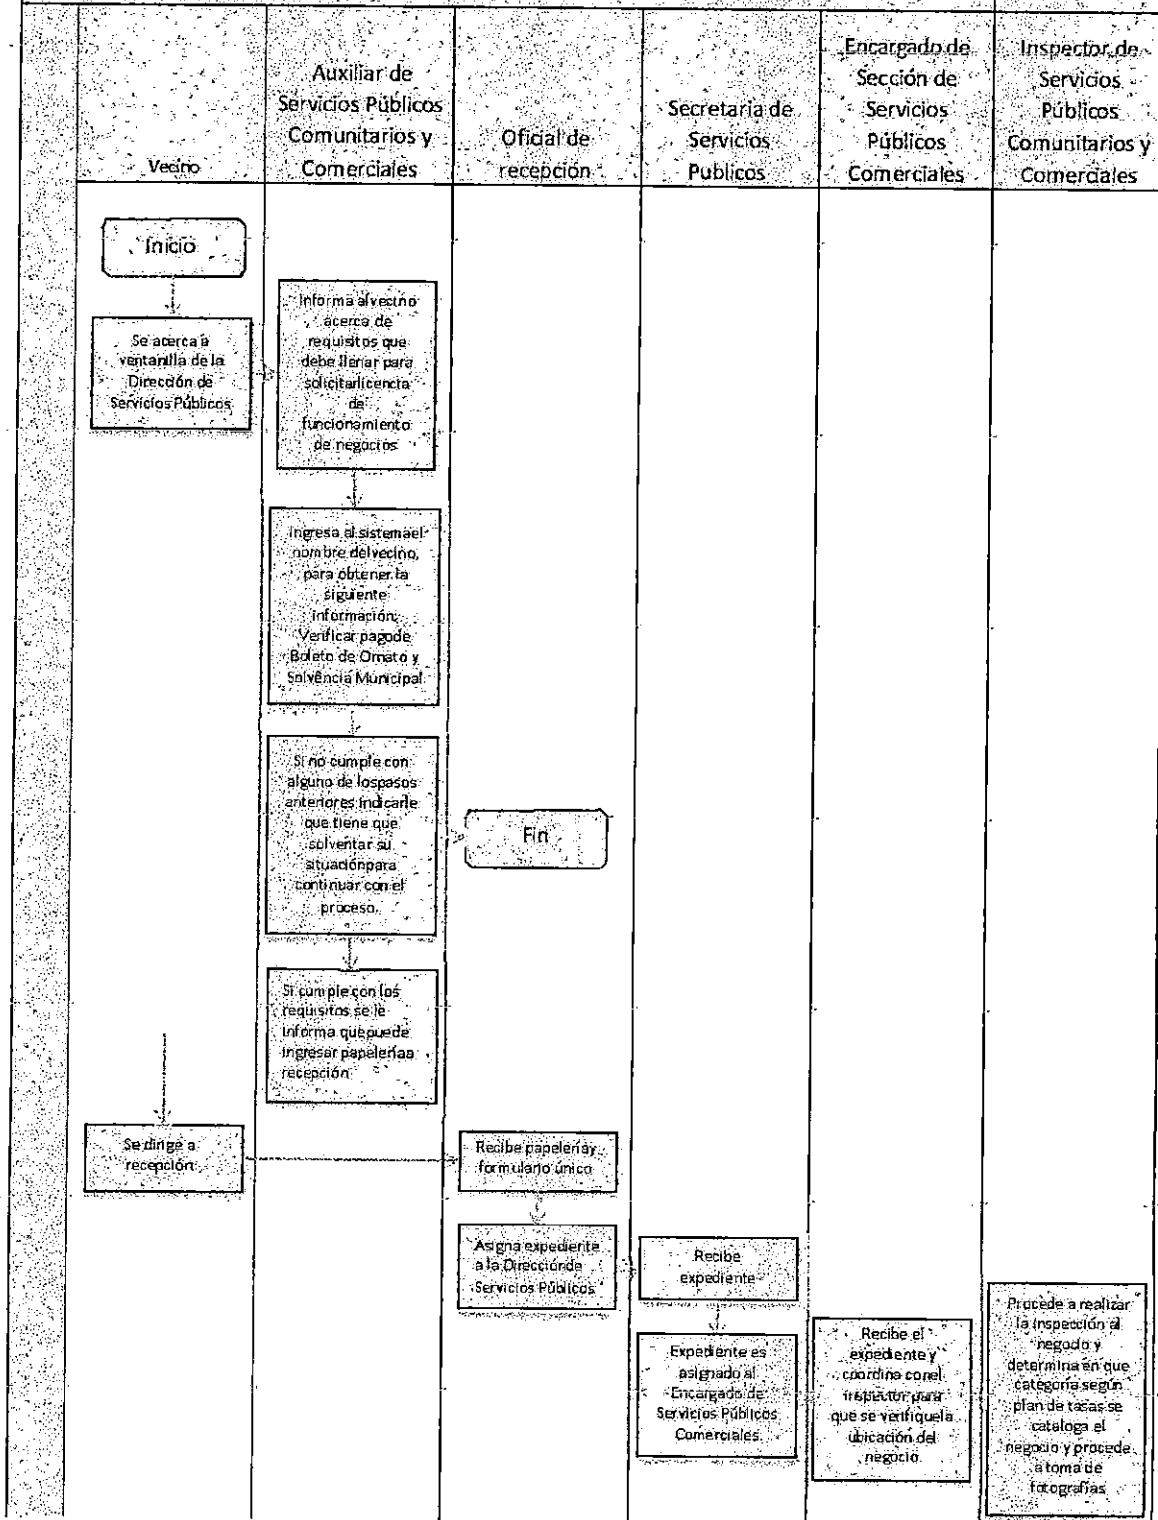 Vecino
Auxiliar de
Servicios Públicos
Comunitarios y
Comerciales
Oficial de
recepción
Secretaria de
Servicios
Publicos
Encargado de
Sección de
Servicios
Públicos
Comerciales
Inspector de
Servicios
Públicos
Comunitarios y
Comerciales
Inicio
Se acerca a
ventanilla de la
Dirección de
Servicios Públicos
Informa al vecino
acerca de
requisitos que
debe llenar para
solicitar licencia
de
funcionamiento
de negocios
Ingresa al sistema el
nombre del vecino,
para obtener la
siguiente
información:
Verificar pago de
Boleto de Ornato y
Solvencia Municipal
Si no cumple con
alguno de los pasos
anteriores indicarle
que tiene que
solventar su
situación para
continuar con el
proceso.
Fin
Si cumple con los
requisitos se le
informa que puede
ingresar papelería a
recepción
Se dirige a
recepción
Recibe papelería y
formulario único
Asigna expediente
a la Dirección de
Servicios Públicos
Recibe
expediente
Expediente es
asignado al
Encargado de
Servicios Públicos
Comerciales.
Recibe el
expediente y
coordina con el
inspector para
que se verifique la
ubicación del
negocio.
Procede a realizar
la inspección al
negocio y
determina en que
categoría según
plan de tasas se
cataloga el
negocio y procede
a toma de
fotografías